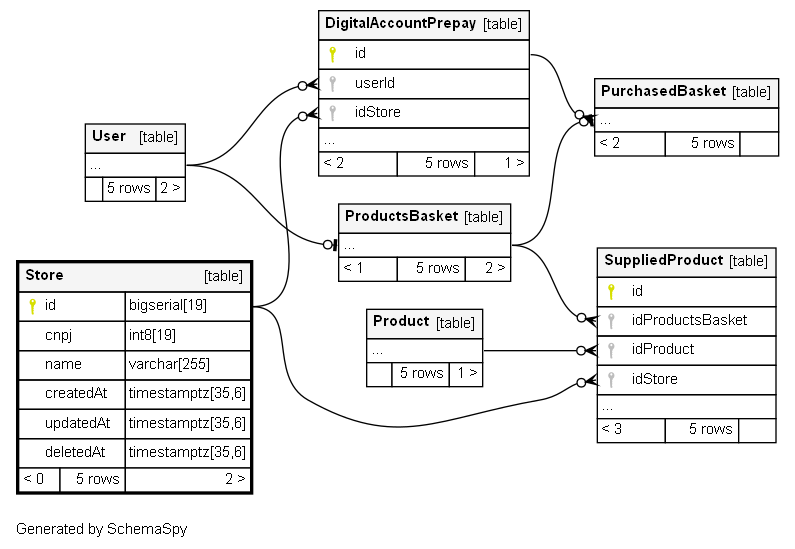 DigitalAccountPrepay [table]
id
userId
idStore
...
< 2 5 rows 1 >
PurchasedBasket [table]
...
< 2 5 rows
User [table]
...
5 rows 2 >
ProductsBasket [table]
...
< 1 5 rows 2 >
SuppliedProduct [table]
id
idProductsBasket
idProduct
idStore
...
< 3 5 rows
Store [table]
id bigserial[19]
cnpj int8[19]
name varchar[255]
createdAt timestamptz[35,6]
updatedAt timestamptz[35,6]
deletedAt timestamptz[35,6]
< 0 5 rows 2 >
Product [table]
...
5 rows 1 >
Generated by SchemaSpy